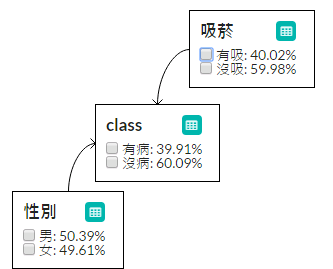 吸菸
有吸: 40.02%
沒吸: 59.98%
class
有病: 39.91%
沒病: 60.09%
性別
男: 50.39%
女: 49.61%